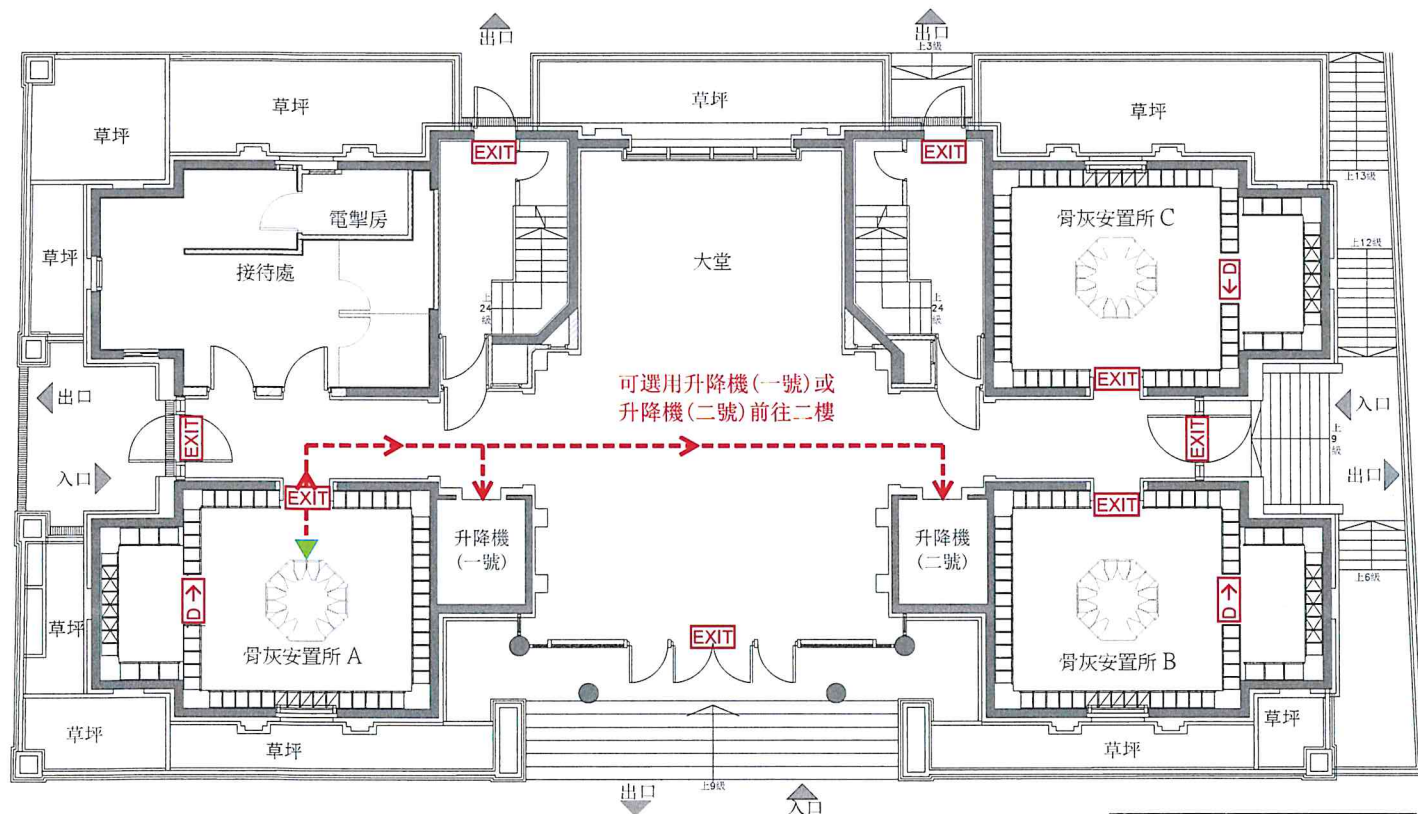 出口
出口
上3級
草坪
草坪
草坪
草坪
EXIT
EXIT
上13級
電掣房
骨灰安置所 C
草坪
接待處
大堂
上12級
D→
上
24
級
上
24
級
可選用升降機(一號)或
升降機(二號)前往二樓
EXIT
出口
入口
上
9
級
EXIT
EXIT
入口
出口
EXIT
EXIT
升降機
(一號)
升降機
(二號)
上6級
D→
D→
草坪
EXIT
骨灰安置所 A
骨灰安置所 B
草坪
草坪
草坪
草坪
上9級
出口
入口